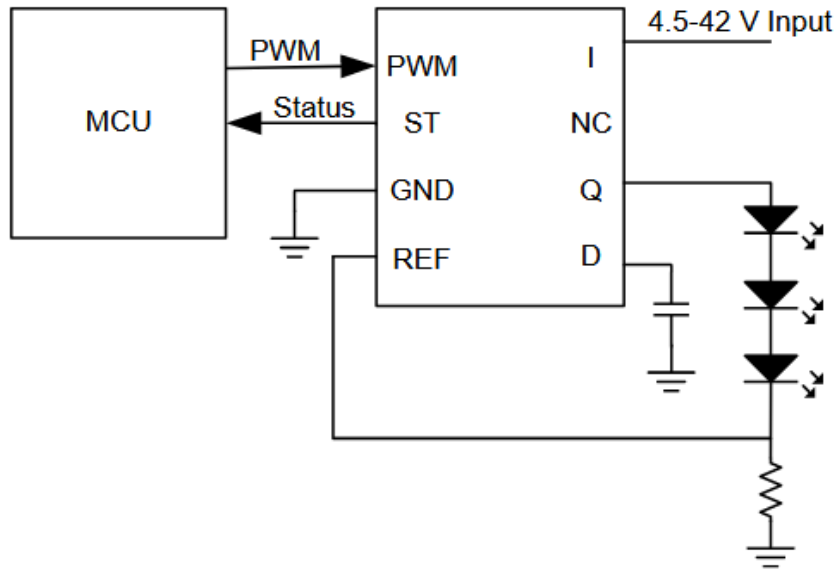 4.5-42 V Input
PWM
PWM
I
Status
MCU
ST
NC
GND
Q
REF
D